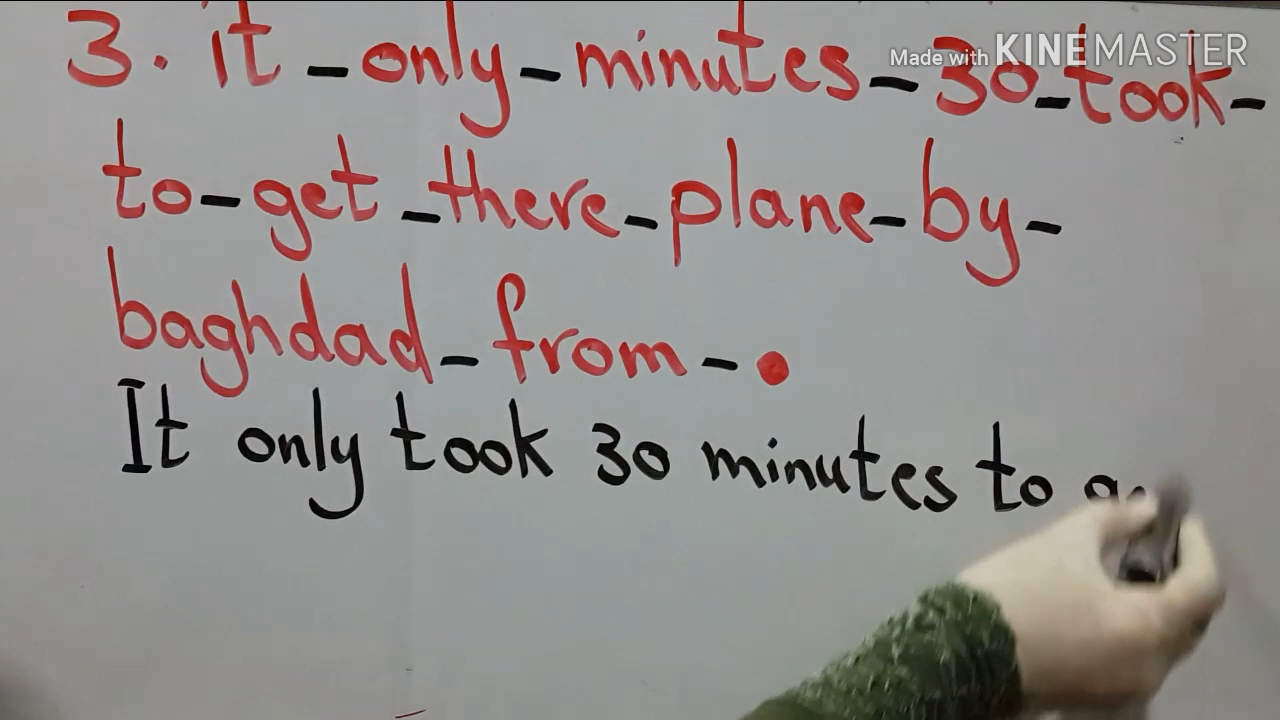 Made with KINEMASTER
3. it - only - minutes - 30 - took -
to - get - there - plane - by -
baghdad - from - .
It only took 30 minutes to